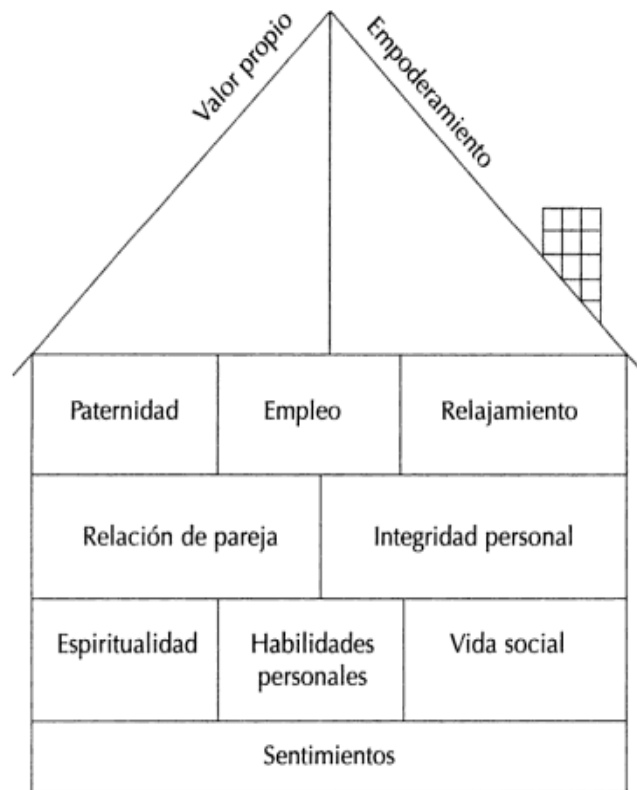 Valor propio
Empoderamiento
Paternidad
Empleo
Relajamiento
Relación de pareja
Integridad personal
Espiritualidad
Habilidades
personales
Vida social
Sentimientos